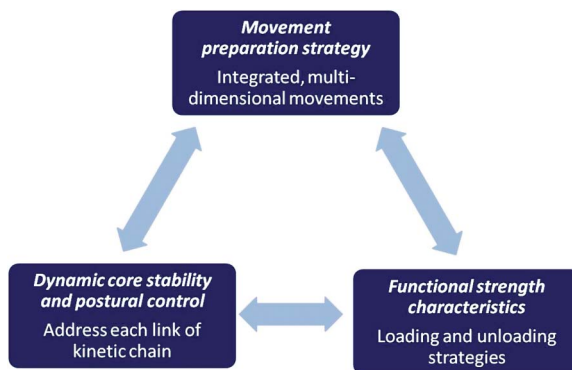 Movement
preparation strategy
Integrated, multi-
dimensional movements
Dynamic core stability
and postural control
Address each link of
kinetic chain
Functional strength
characteristics
Loading and unloading
strategies